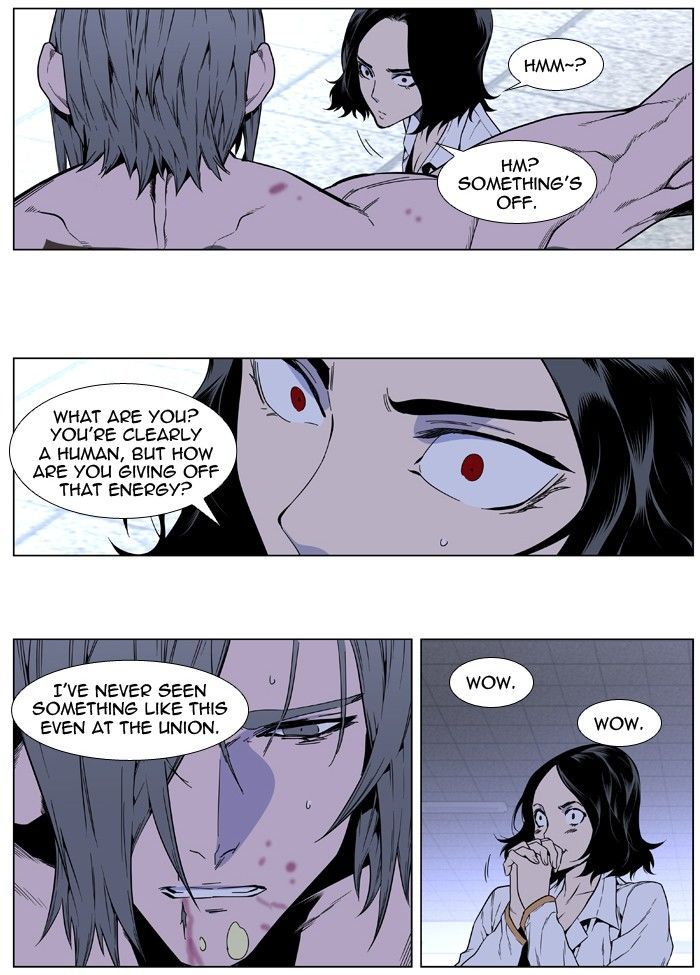 HMM~?
HM?
SOMETHING'S
OFF.
WHAT ARE YOU?
YOU'RE CLEARLY
A HUMAN, BUT HOW
ARE YOU GIVING OFF
THAT ENERGY?
I'VE NEVER SEEN
SOMETHING LIKE THIS
EVEN AT THE UNION.
WOW.
WOW.